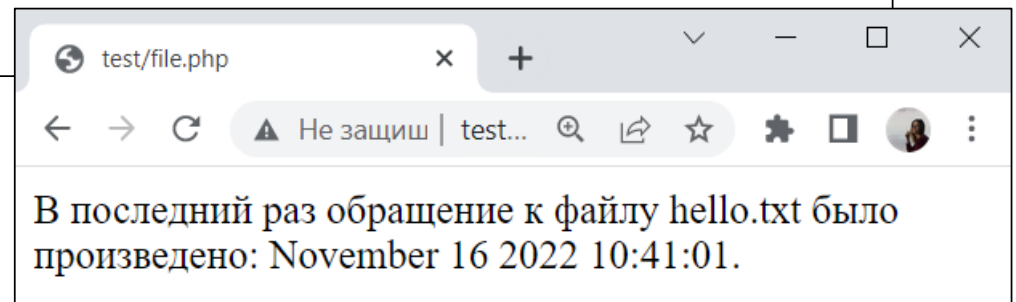 test/file.php
Не защиш test...
В последний раз обращение к файлу hello.txt было
произведено: November 16 2022 10:41:01.